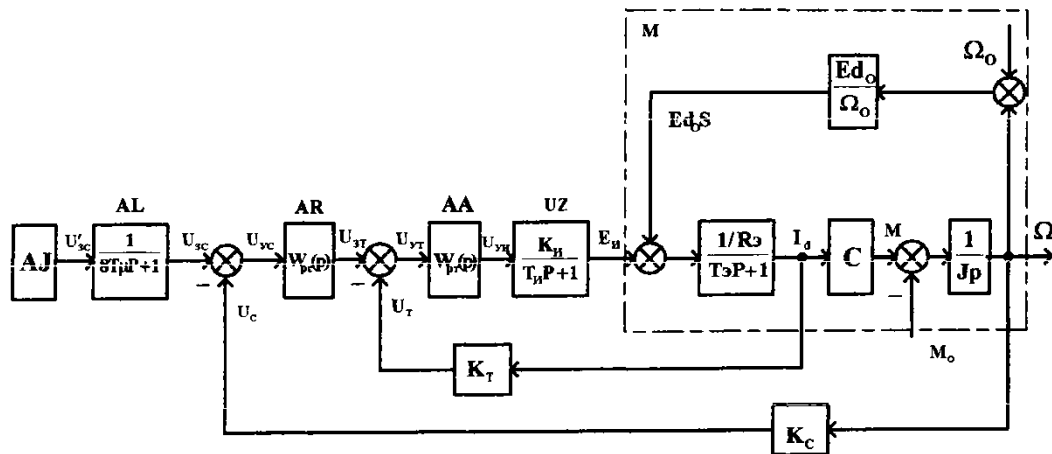 M
Ω₀
Ed₀
Ω₀
Ed₀S
AL
AR
AA
UZ
AJ
U'зс
1
8TμP+1
Uзс
Uус
Wрс(P)
Uзт
Uут
Wрт(P)
Uун
Kи
TиP+1
Eи
1/Rэ
TэP+1
Id
C
M
1
Jp
Ω
−
−
−
Uс
Uт
M₀
Kт
Kс